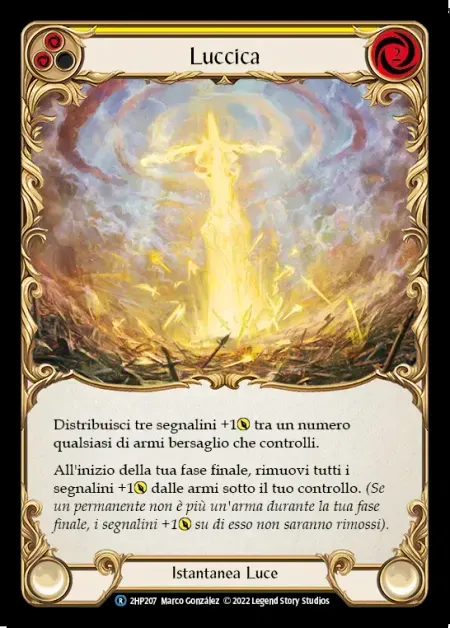 2
Luccica
Distribuisci tre segnalini +1 tra un numero
qualsiasi di armi bersaglio che controlli.
All'inizio della tua fase finale, rimuovi tutti i
segnalini +1 dalle armi sotto il tuo controllo. (Se
un permanente non è più un'arma durante la tua fase
finale, i segnalini +1 su di esso non saranno rimossi).
Istantanea Luce
R 2HP207 Marco González © 2022 Legend Story Studios